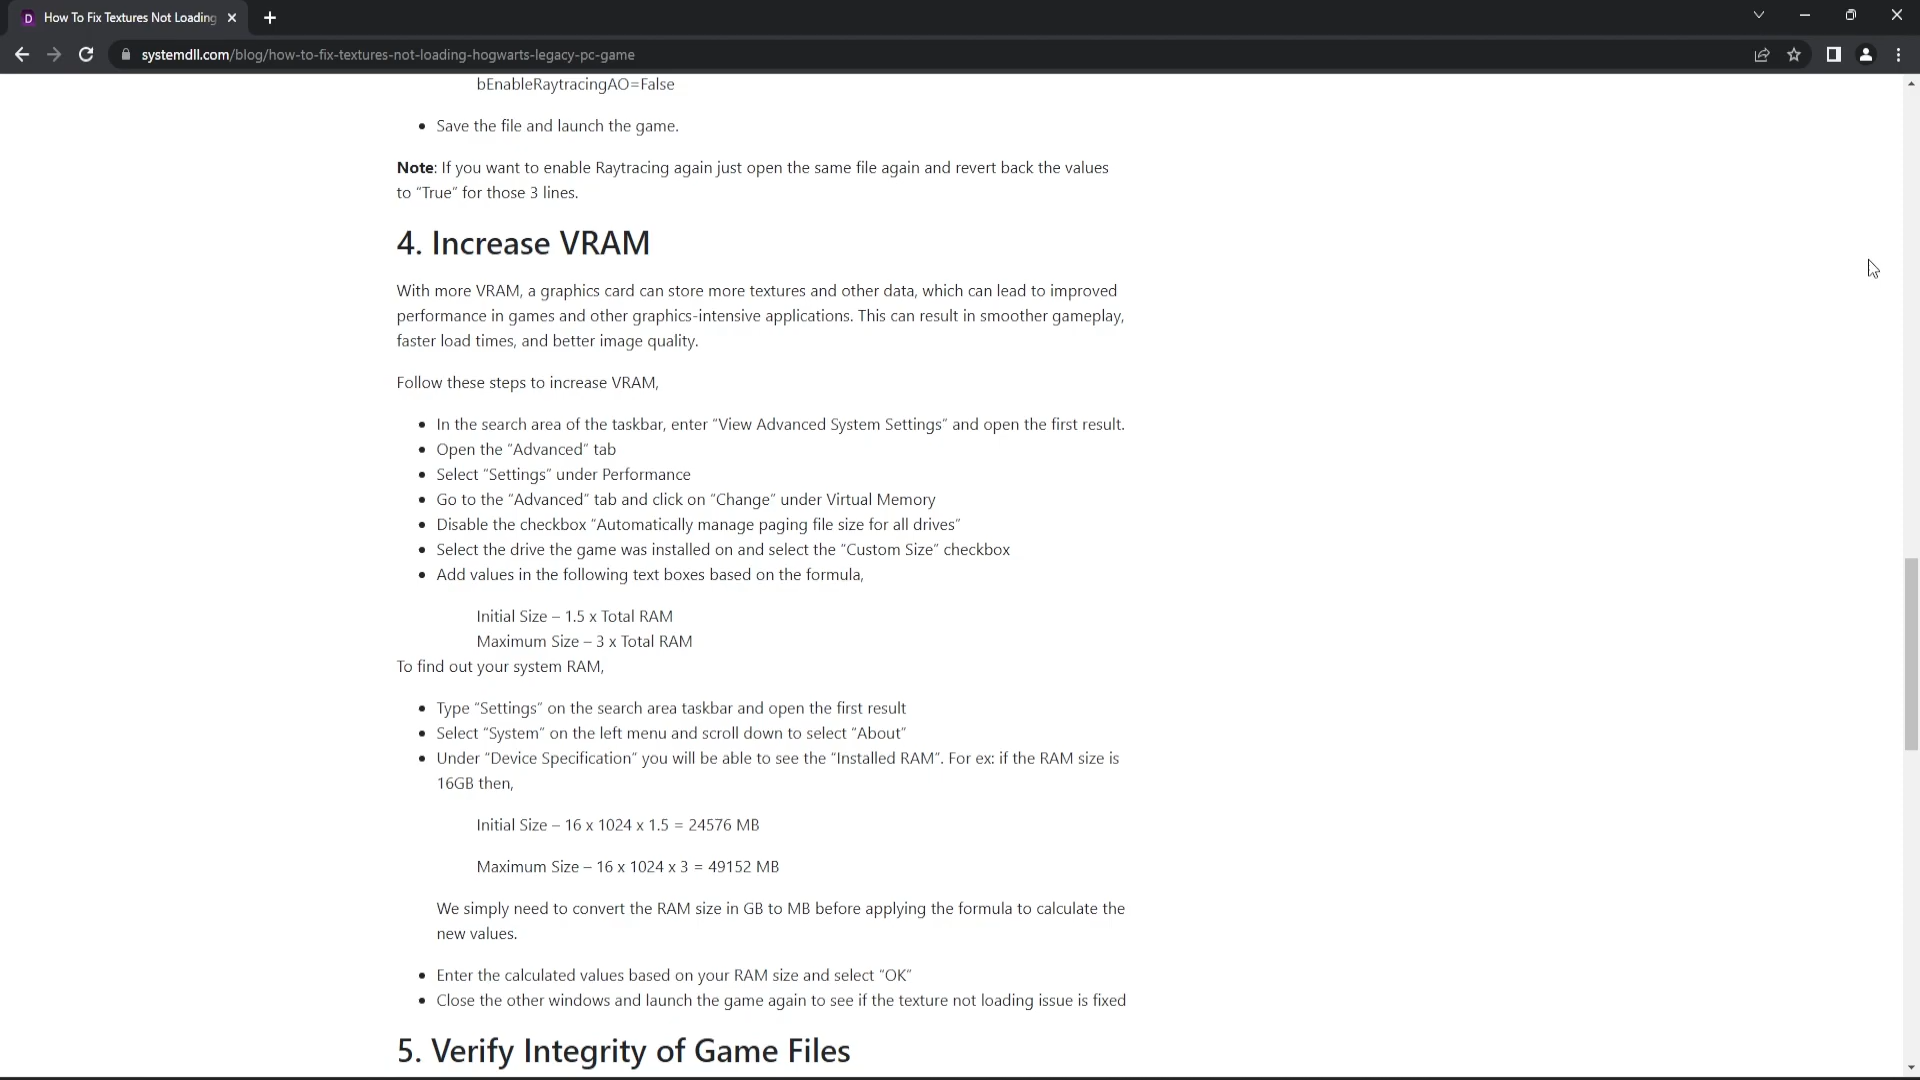 How To Fix Textures Not Loading
systemdll.com/blog/how-to-fix-textures-not-loading-hogwarts-legacy-pc-game
bEnableRaytracingAO=False
• Save the file and launch the game.
Note: If you want to enable Raytracing again just open the same file again and revert back the values
to “True” for those 3 lines.
4. Increase VRAM
With more VRAM, a graphics card can store more textures and other data, which can lead to improved
performance in games and other graphics-intensive applications. This can result in smoother gameplay,
faster load times, and better image quality.
Follow these steps to increase VRAM,
• In the search area of the taskbar, enter “View Advanced System Settings” and open the first result.
• Open the “Advanced” tab
• Select “Settings” under Performance
• Go to the “Advanced” tab and click on “Change” under Virtual Memory
• Disable the checkbox “Automatically manage paging file size for all drives”
• Select the drive the game was installed on and select the “Custom Size” checkbox
• Add values in the following text boxes based on the formula,
Initial Size – 1.5 x Total RAM
Maximum Size – 3 x Total RAM
To find out your system RAM,
• Type “Settings” on the search area taskbar and open the first result
• Select “System” on the left menu and scroll down to select “About”
• Under “Device Specification” you will be able to see the “Installed RAM”. For ex: if the RAM size is
16GB then,
Initial Size – 16 x 1024 x 1.5 = 24576 MB
Maximum Size – 16 x 1024 x 3 = 49152 MB
We simply need to convert the RAM size in GB to MB before applying the formula to calculate the
new values.
• Enter the calculated values based on your RAM size and select “OK”
• Close the other windows and launch the game again to see if the texture not loading issue is fixed
5. Verify Integrity of Game Files